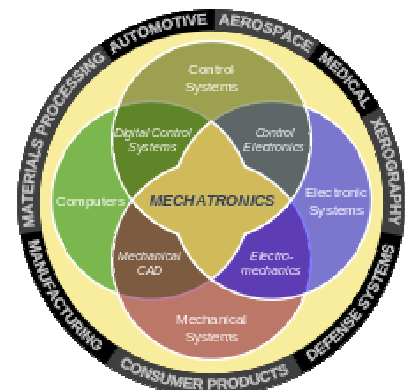 AUTOMOTIVE
AEROSPACE
MEDICAL
XEROGRAPHY
DEFENSE SYSTEMS
CONSUMER PRODUCTS
MANUFACTURING
MATERIALS PROCESSING
Control
Systems
Digital Control
Systems
Control
Electronics
Computers
MECHATRONICS
Electronic
Systems
Mechanical
CAD
Electro-
mechanics
Mechanical
Systems